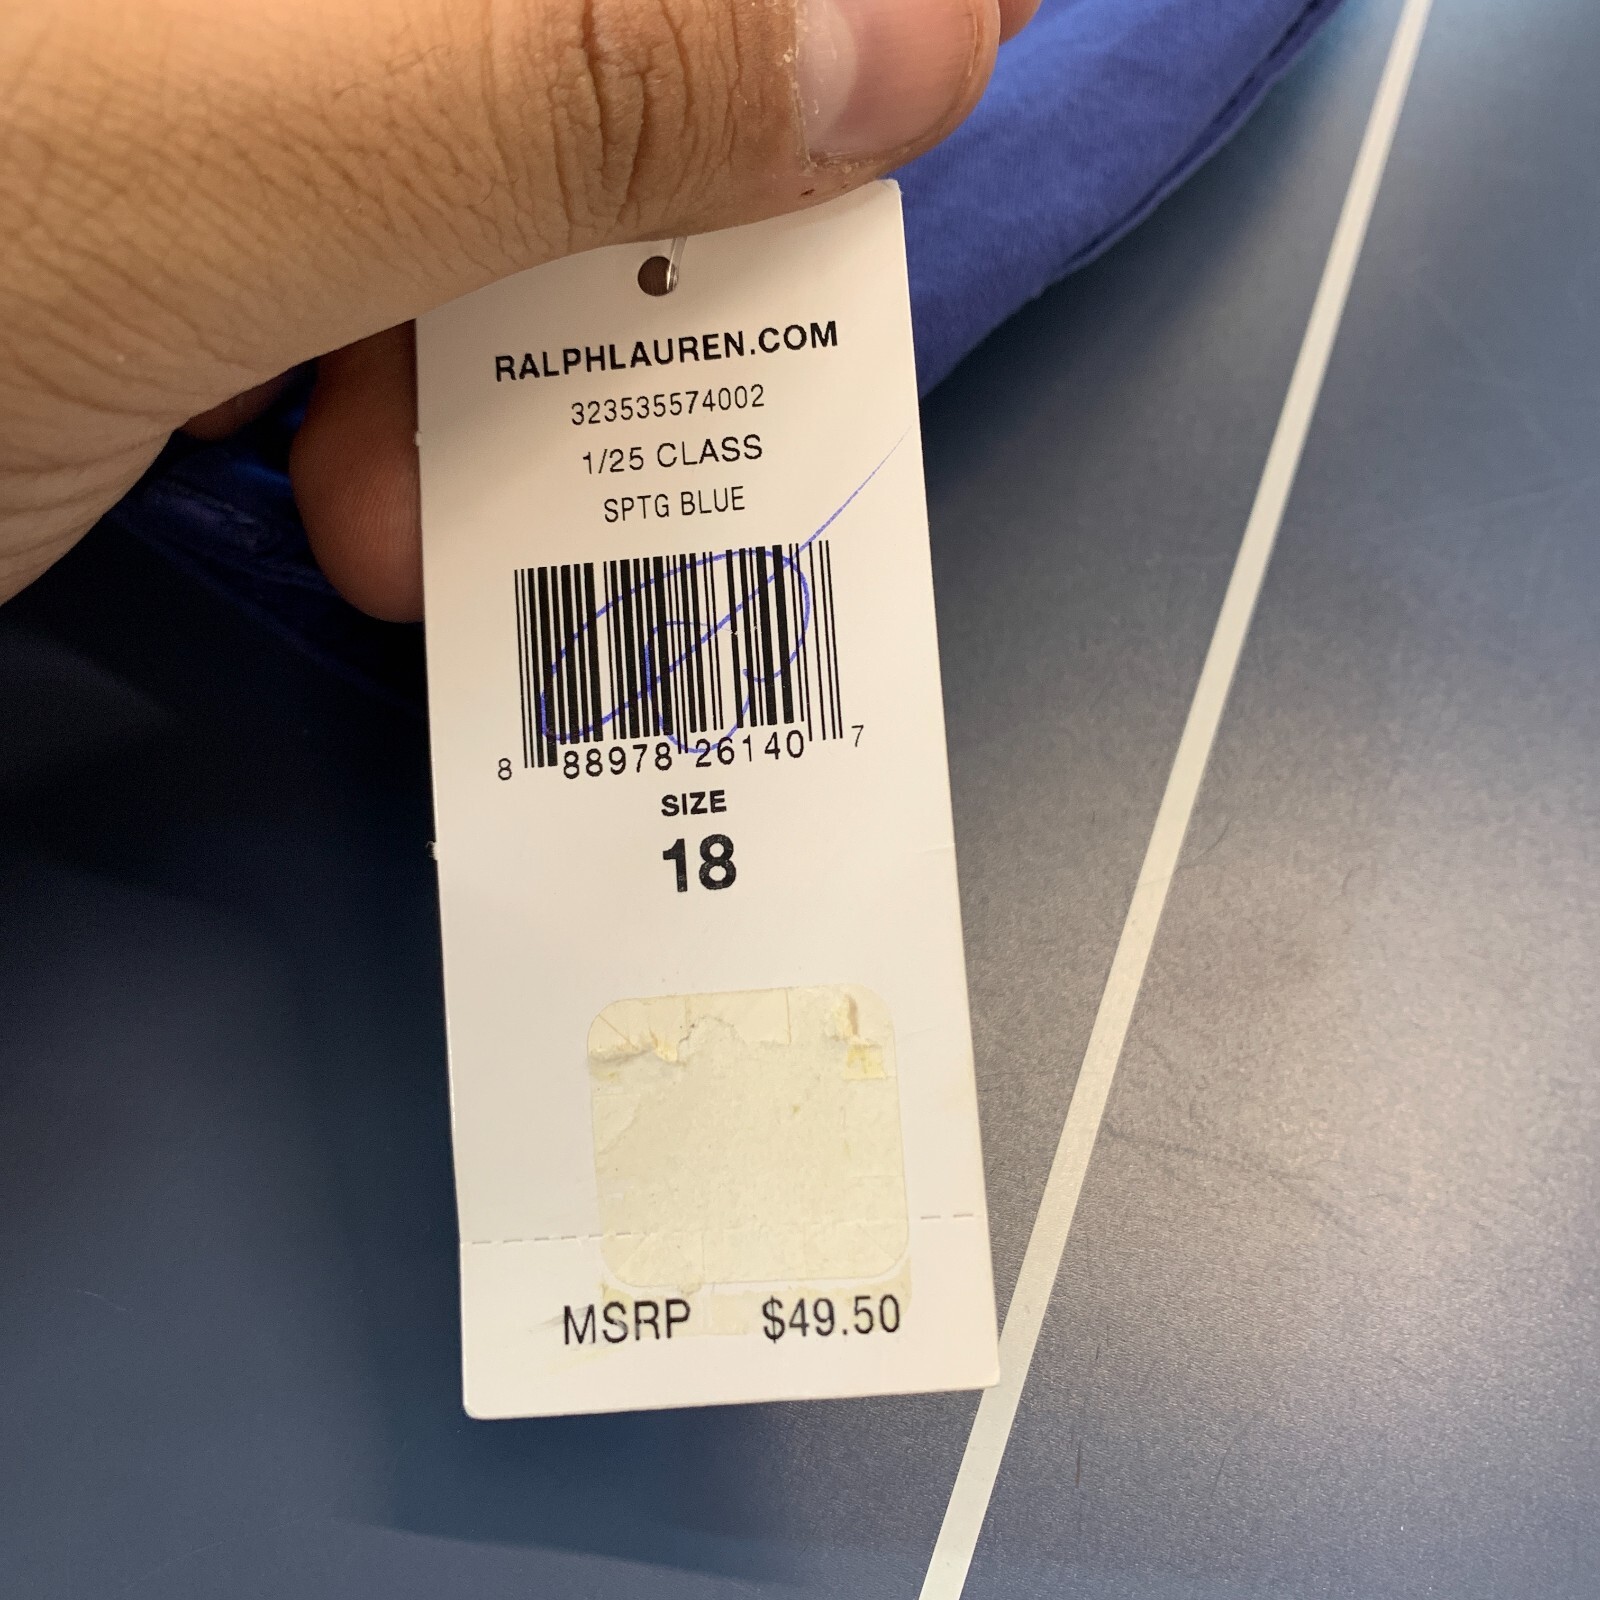 RALPHLAUREN.COM
323535574002
1/25 CLASS
SPTG BLUE
8 88978 26140 7
SIZE
18
MSRP $49.50